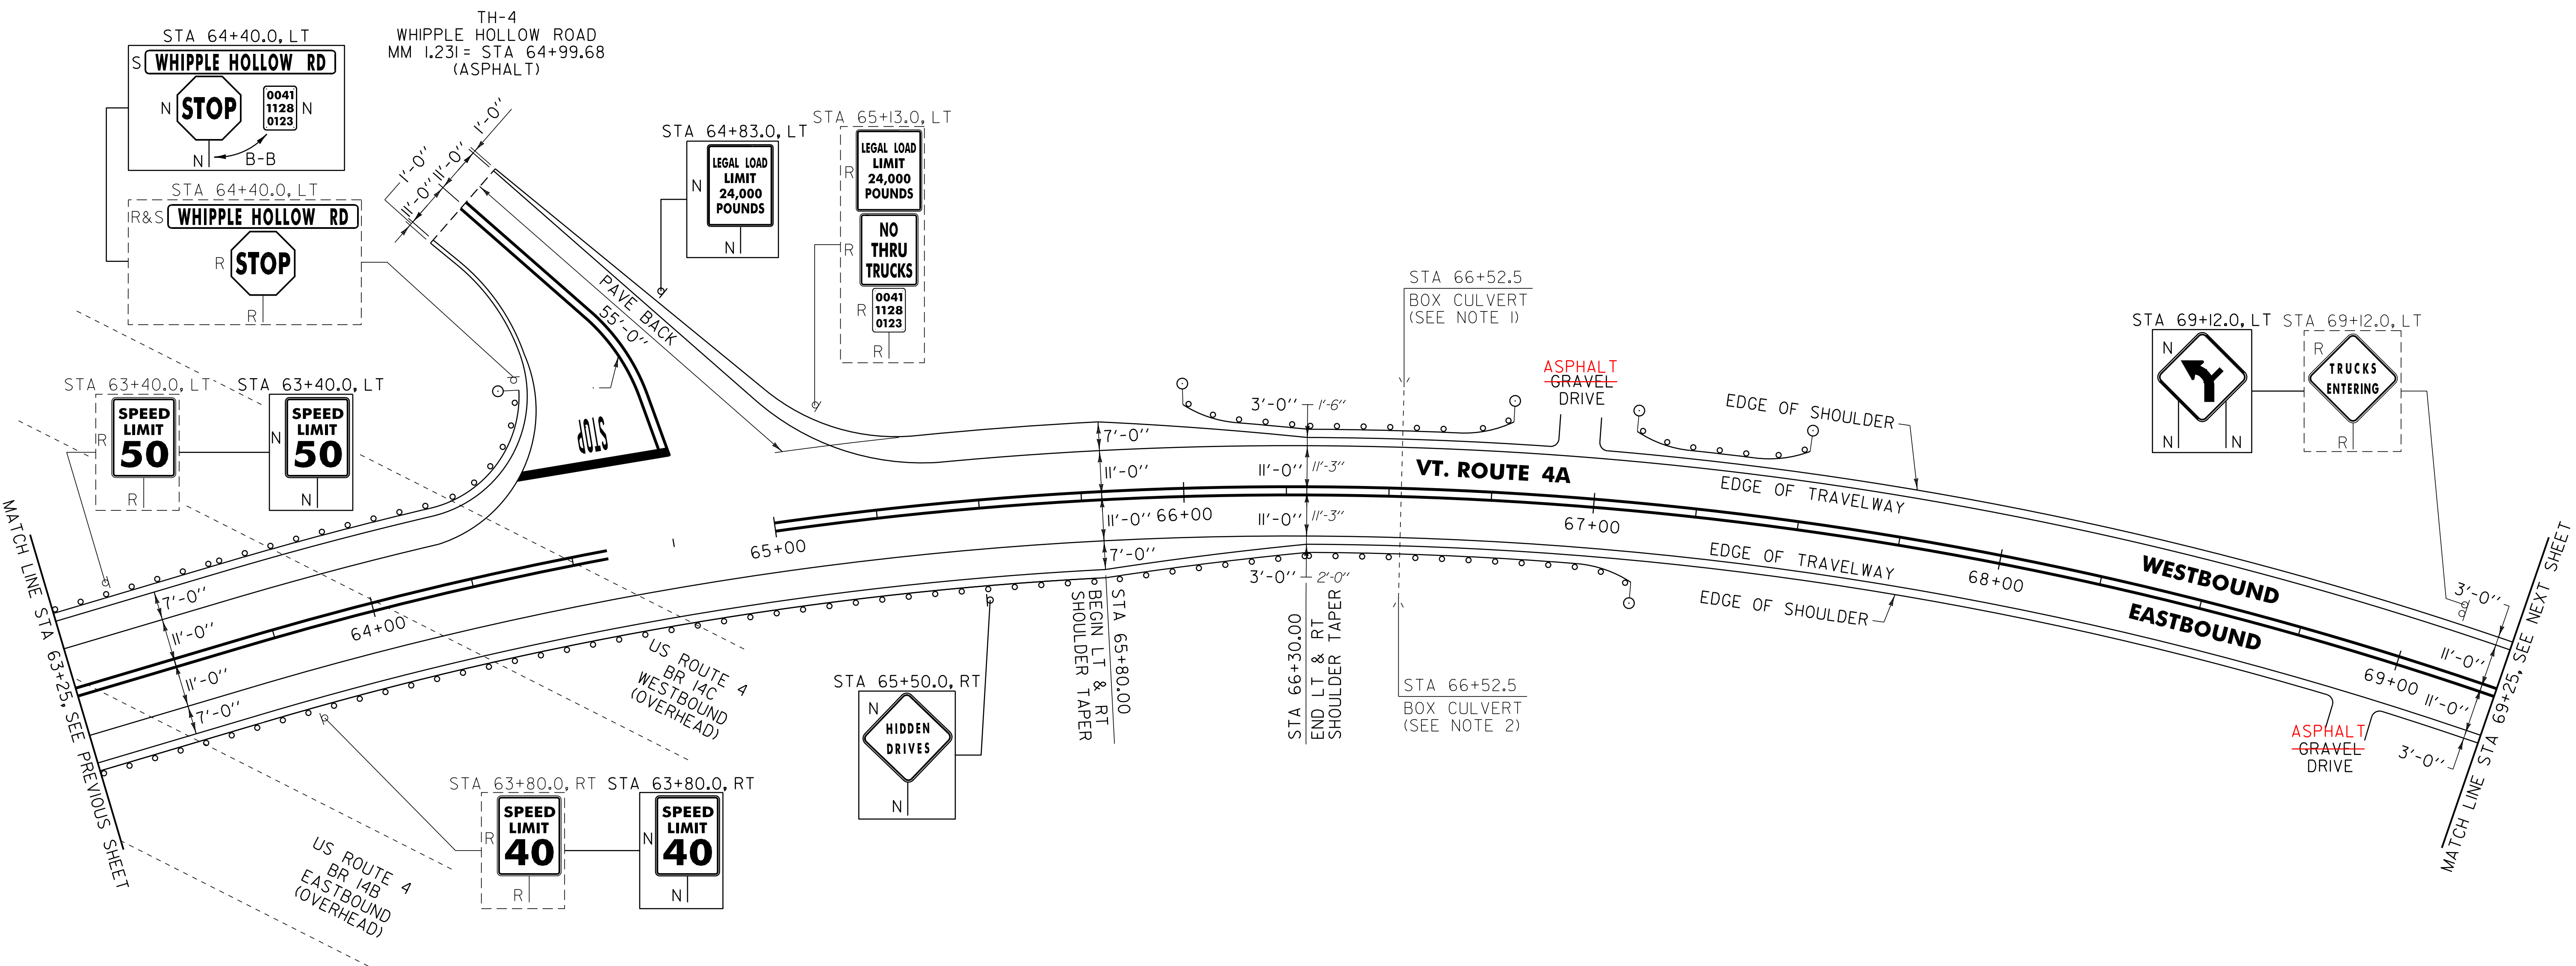 TH-4
WHIPPLE HOLLOW ROAD
MM 1.231 = STA 64+99.68
(ASPHALT)
STA 64+40.0, LT
S WHIPPLE HOLLOW RD
N STOP
0041
1128
0123
N
N
B-B
STA 64+40.0, LT
R&S WHIPPLE HOLLOW RD
R STOP
R
1'-0"
11'-0"
11'-0"
1'-0"
PAVE BACK
55'-0"
STOP
STA 64+83.0, LT
N
LEGAL LOAD
LIMIT
24,000
POUNDS
N
STA 65+13.0, LT
R
LEGAL LOAD
LIMIT
24,000
POUNDS
R
NO
THRU
TRUCKS
R
0041
1128
0123
R
STA 63+40.0, LT
R
SPEED
LIMIT
50
R
STA 63+40.0, LT
N
SPEED
LIMIT
50
N
MATCH LINE STA 63+25, SEE PREVIOUS SHEET
7'-0"
11'-0"
11'-0"
7'-0"
64+00
65+00
66+00
67+00
68+00
69+00
US ROUTE 4
BR 14C
WESTBOUND
(OVERHEAD)
US ROUTE 4
BR 14B
EASTBOUND
(OVERHEAD)
STA 63+80.0, RT
R
SPEED
LIMIT
40
R
STA 63+80.0, RT
N
SPEED
LIMIT
40
N
STA 65+50.0, RT
N
HIDDEN
DRIVES
N
7'-0"
11'-0"
11'-0"
7'-0"
STA 65+80.00
BEGIN LT & RT
SHOULDER TAPER
3'-0" 1'-6"
11'-0" 11'-3"
11'-0" 11'-3"
3'-0" 2'-0"
STA 66+30.00
END LT & RT
SHOULDER TAPER
STA 66+52.5
BOX CULVERT
(SEE NOTE 1)
STA 66+52.5
BOX CULVERT
(SEE NOTE 2)
ASPHALT
GRAVEL
DRIVE
VT. ROUTE 4A
EDGE OF SHOULDER
EDGE OF TRAVELWAY
EDGE OF TRAVELWAY
EDGE OF SHOULDER
WESTBOUND
EASTBOUND
STA 69+12.0, LT
N
N
N
STA 69+12.0, LT
R
TRUCKS
ENTERING
R
3'-0"
11'-0"
11'-0"
3'-0"
ASPHALT
GRAVEL
DRIVE
MATCH LINE STA 69+25, SEE NEXT SHEET